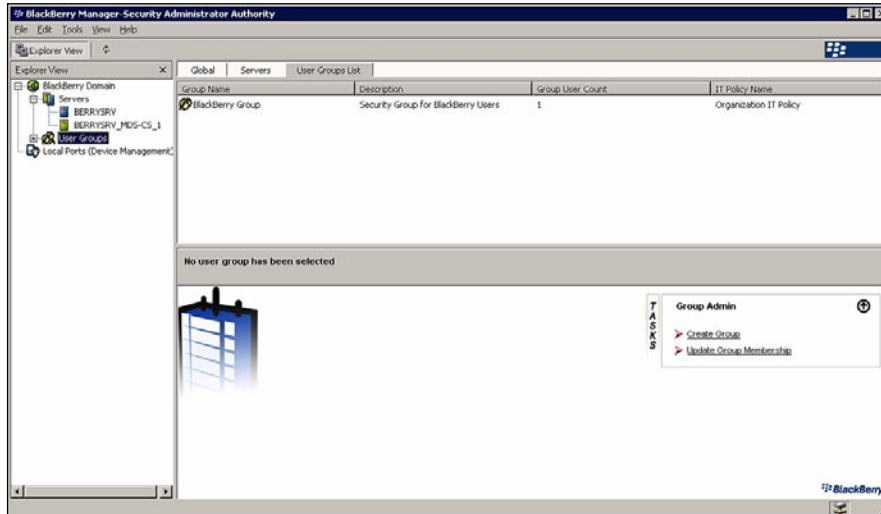 BlackBerry Manager-Security Administrator Authority
File Edit Tools View Help
Explorer View
Explorer View
BlackBerry Domain
Servers
BERRYSRV
BERRYSRV_MDS-CS_1
User Groups
Local Ports (Device Management)
Global Servers User Groups List
Group Name Description Group User Count IT Policy Name
BlackBerry Group Security Group for BlackBerry Users 1 Organization IT Policy
No user group has been selected
TASKS
Group Admin
Create Group
Update Group Membership
BlackBerry